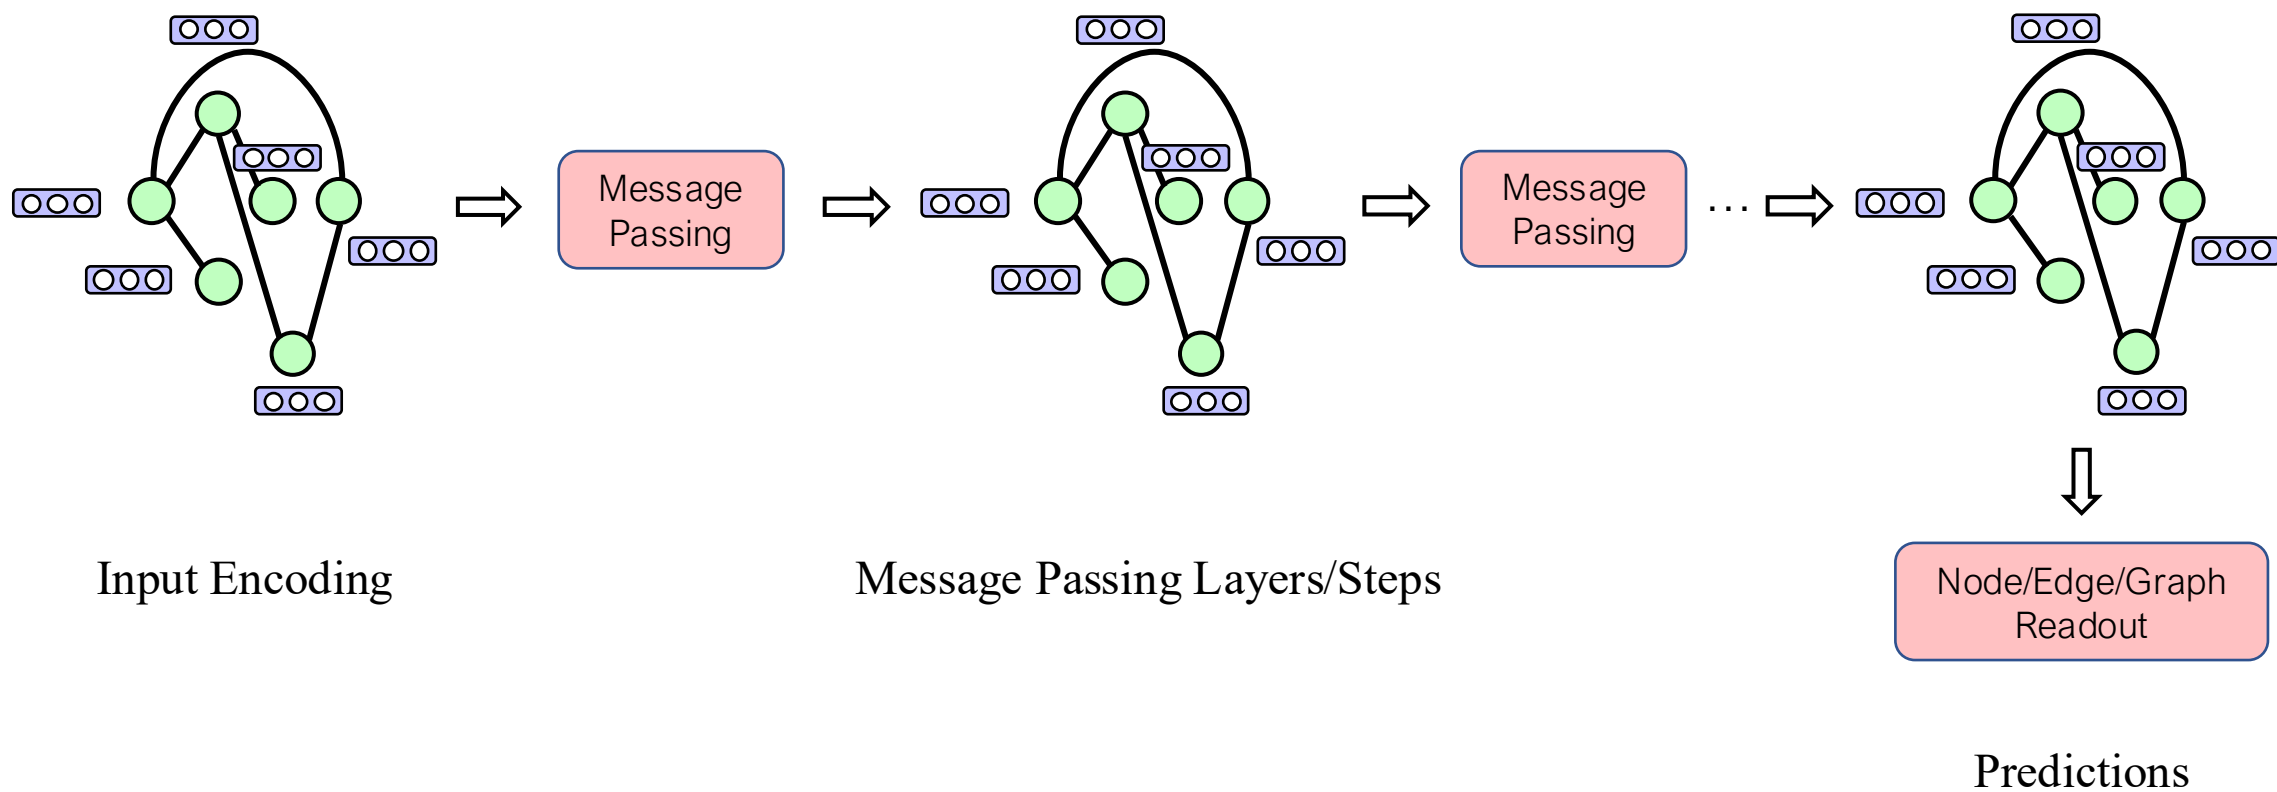 Message
Passing
Message
Passing
...
Input Encoding
Message Passing Layers/Steps
Node/Edge/Graph
Readout
Predictions